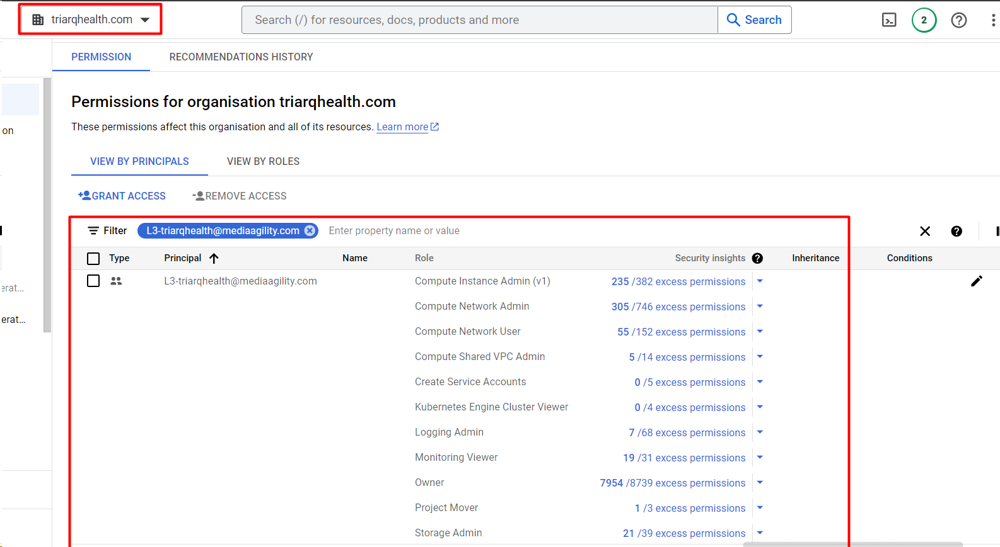 triarqhealth.com
Search (/) for resources, docs, products and more
Search
2
PERMISSION RECOMMENDATIONS HISTORY
Permissions for organisation triarqhealth.com
These permissions affect this organisation and all of its resources. Learn more
on
VIEW BY PRINCIPALS VIEW BY ROLES
GRANT ACCESS REMOVE ACCESS
Filter L3-triarqhealth@mediaagility.com Enter property name or value
Type Principal Name Role Security insights Inheritance Conditions
L3-triarqhealth@mediaagility.com Compute Instance Admin (v1) 235 /382 excess permissions
erat...
Compute Network Admin 305 /746 excess permissions
erat...
Compute Network User 55 /152 excess permissions
Compute Shared VPC Admin 5 /14 excess permissions
Create Service Accounts 0 /5 excess permissions
Kubernetes Engine Cluster Viewer 0 /4 excess permissions
Logging Admin 7 /68 excess permissions
Monitoring Viewer 19 /31 excess permissions
Owner 7954 /8739 excess permissions
Project Mover 1 /3 excess permissions
Storage Admin 21 /39 excess permissions